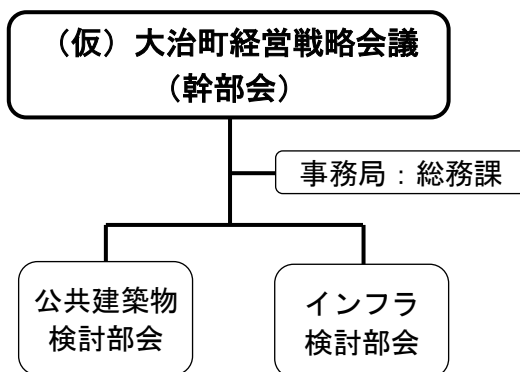 （仮）大治町経営戦略会議
（幹部会）
事務局：総務課
公共建築物
検討部会
インフラ
検討部会